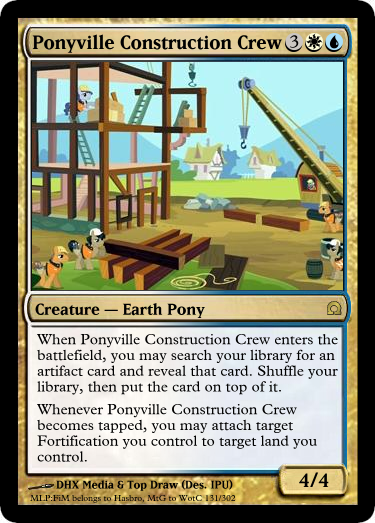 Ponyville Construction Crew 3
Creature — Earth Pony
When Ponyville Construction Crew enters the
battlefield, you may search your library for an
artifact card and reveal that card. Shuffle your
library, then put the card on top of it.
Whenever Ponyville Construction Crew
becomes tapped, you may attach target
Fortification you control to target land you
control.
4/4
DHX Media & Top Draw (Des. IPU)
MLP:FiM belongs to Hasbro, MtG to WotC 131/302